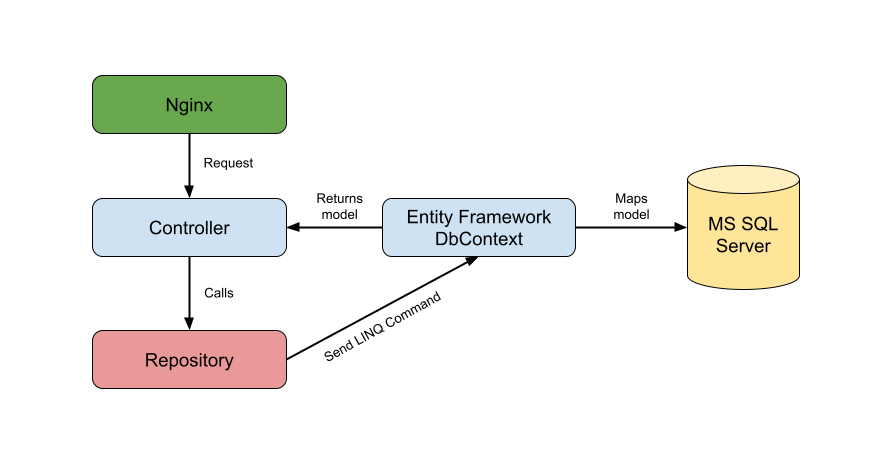 Nginx
Request
Controller
Returns
model
Entity Framework
DbContext
Maps
model
MS SQL
Server
Calls
Repository
Send LINQ Command